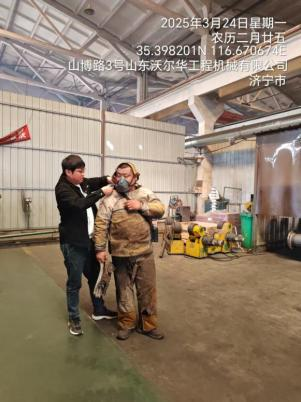 2025年3月24日星期一
农历二月廿五
35.398201N 116.670674E
山博路3号山东沃尔华工程机械有限公司
济宁市